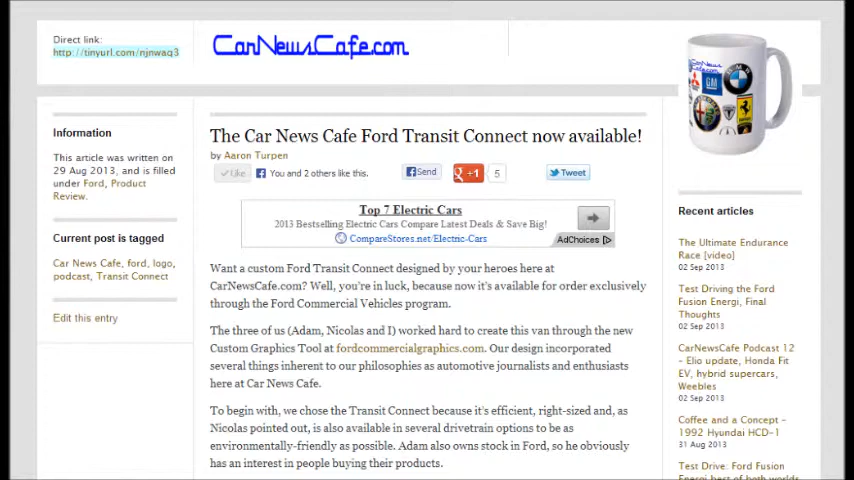 Direct link:
http://tinyurl.com/njnwaq3
CarNewsCafe.com
Information
This article was written on
29 Aug 2013, and is filled
under Ford, Product
Review.
Current post is tagged
Car News Cafe, ford, logo,
podcast, Transit Connect
Edit this entry
The Car News Cafe Ford Transit Connect now available!
by Aaron Turpen
Like
You and 2 others like this.
Send
+1
5
Tweet
Top 7 Electric Cars
2013 Bestselling Electric Cars Compare Latest Deals & Save Big!
CompareStores.net/Electric-Cars
AdChoices
Want a custom Ford Transit Connect designed by your heroes here at
CarNewsCafe.com? Well, you're in luck, because now it's available for order exclusively
through the Ford Commercial Vehicles program.
The three of us (Adam, Nicolas and I) worked hard to create this van through the new
Custom Graphics Tool at fordcommercialgraphics.com. Our design incorporated
several things inherent to our philosophies as automotive journalists and enthusiasts
here at Car News Cafe.
To begin with, we chose the Transit Connect because it's efficient, right-sized and, as
Nicolas pointed out, is also available in several drivetrain options to be as
environmentally-friendly as possible. Adam also owns stock in Ford, so he obviously
has an interest in people buying their products.
CarNews
Cafe.com
BMW
GM
Recent articles
The Ultimate Endurance
Race [video]
02 Sep 2013
Test Driving the Ford
Fusion Energi, Final
Thoughts
02 Sep 2013
CarNewsCafe Podcast 12
- Elio update, Honda Fit
EV, hybrid supercars,
Weebles
02 Sep 2013
Coffee and a Concept -
1992 Hyundai HCD-1
31 Aug 2013
Test Drive: Ford Fusion
Energi best of both worlds